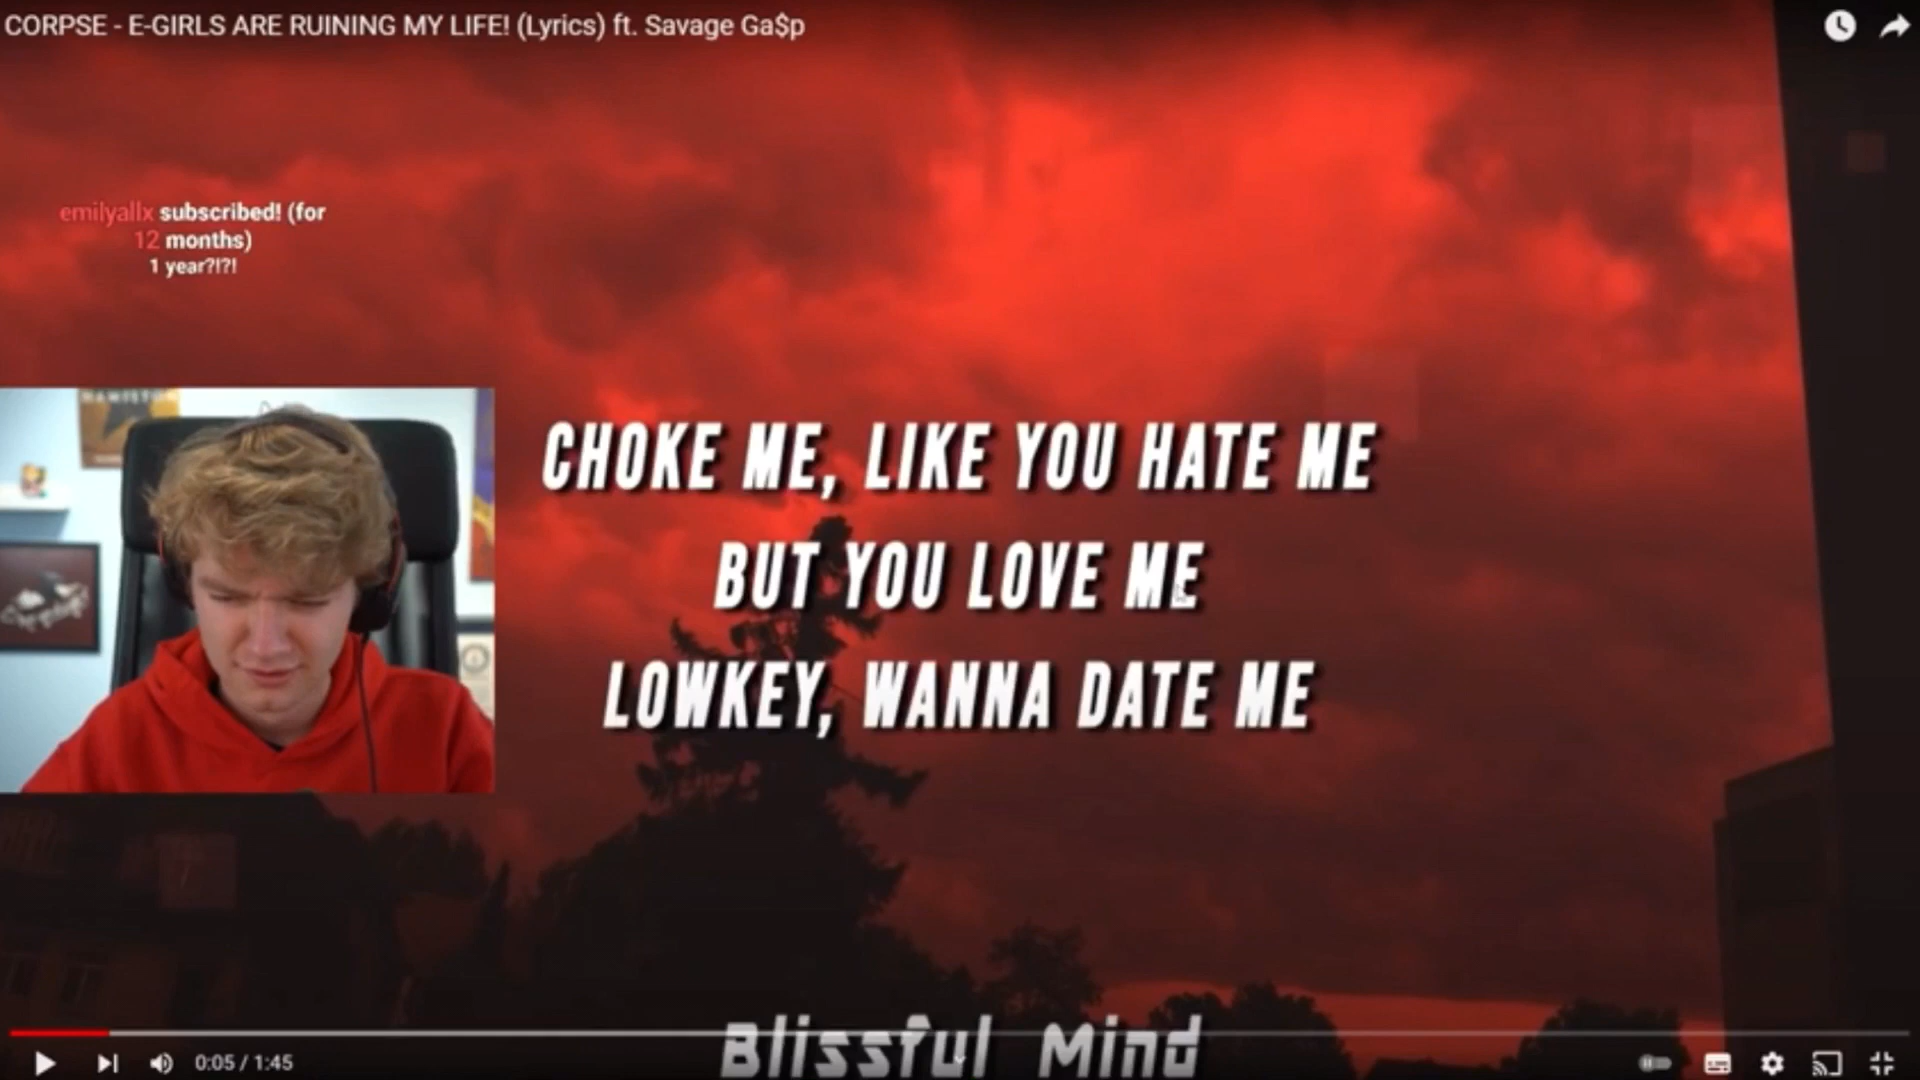 CORPSE - E-GIRLS ARE RUINING MY LIFE! (Lyrics) ft. Savage Ga$p
emilyallx subscribed! (for
12 months)
1 year?!?!
CHOKE ME, LIKE YOU HATE ME
BUT YOU LOVE ME
LOWKEY, WANNA DATE ME
Blissful Mind
0:05 / 1:45